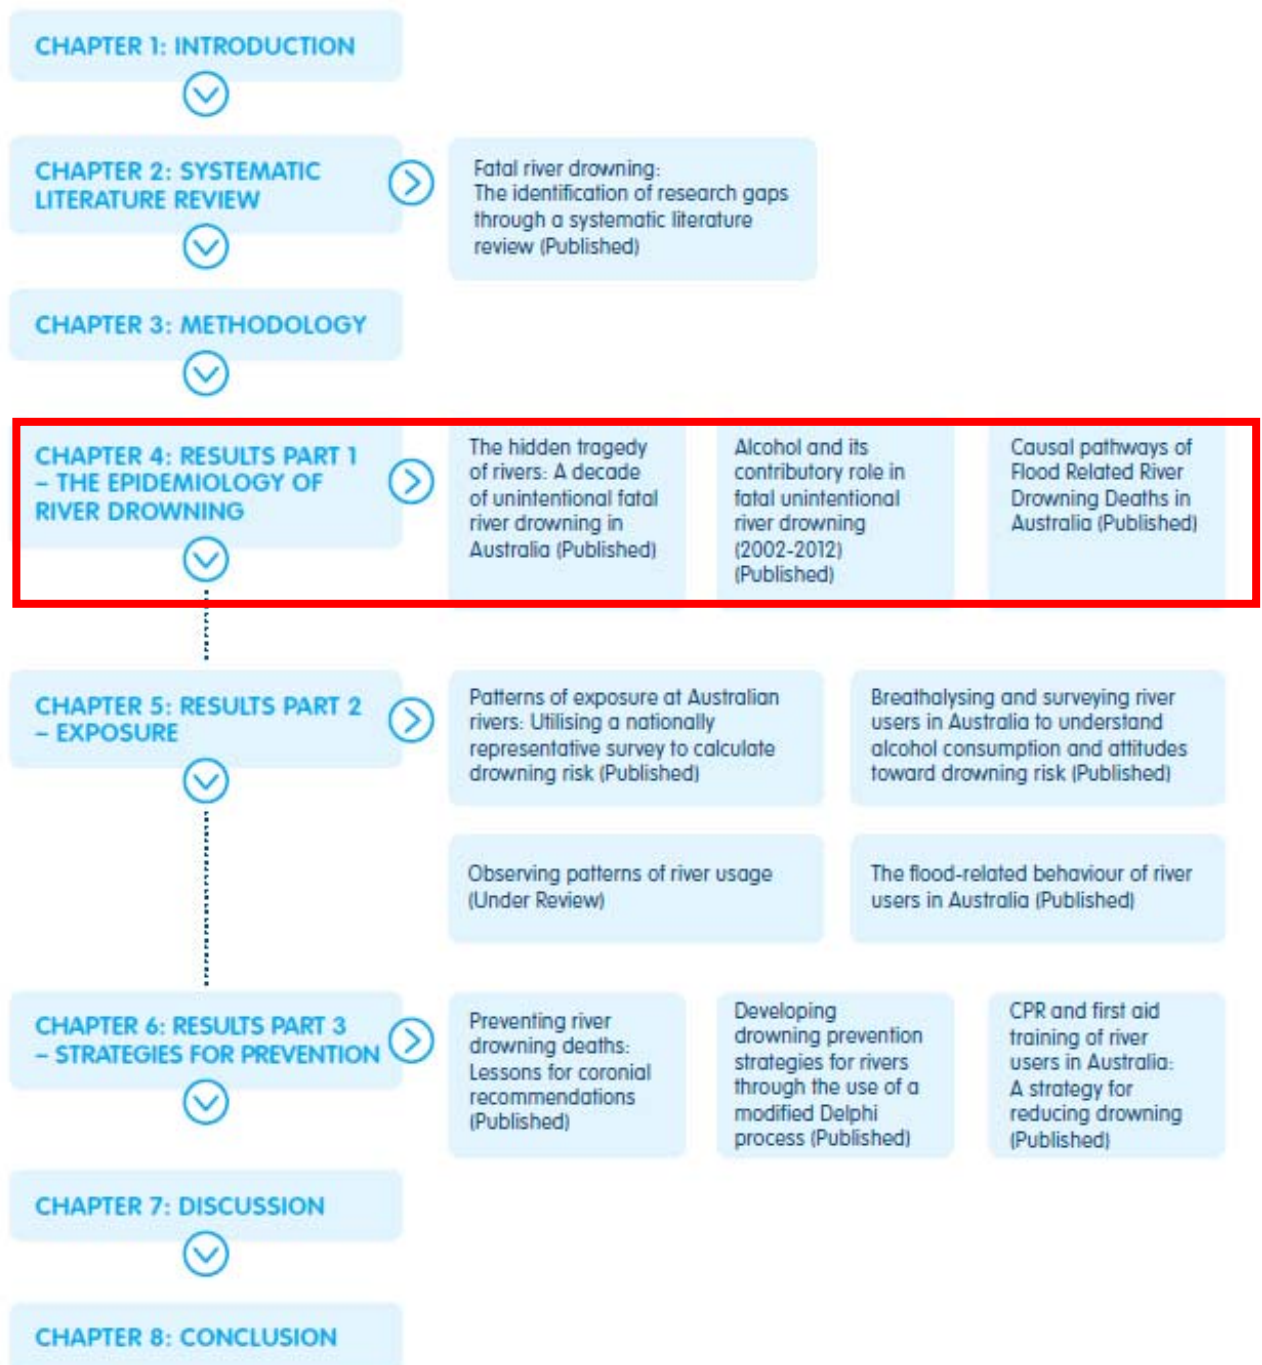 CHAPTER 1: INTRODUCTION
CHAPTER 2: SYSTEMATIC
LITERATURE REVIEW
Fatal river drowning:
The identification of research gaps
through a systematic literature
review (Published)
CHAPTER 3: METHODOLOGY
CHAPTER 4: RESULTS PART 1
– THE EPIDEMIOLOGY OF
RIVER DROWNING
The hidden tragedy
of rivers: A decade
of unintentional fatal
river drowning in
Australia (Published)
Alcohol and its
contributory role in
fatal unintentional
river drowning
(2002-2012)
(Published)
Causal pathways of
Flood Related River
Drowning Deaths in
Australia (Published)
CHAPTER 5: RESULTS PART 2
– EXPOSURE
Patterns of exposure at Australian
rivers: Utilising a nationally
representative survey to calculate
drowning risk (Published)
Breathalysing and surveying river
users in Australia to understand
alcohol consumption and attitudes
toward drowning risk (Published)
Observing patterns of river usage
(Under Review)
The flood-related behaviour of river
users in Australia (Published)
CHAPTER 6: RESULTS PART 3
– STRATEGIES FOR PREVENTION
Preventing river
drowning deaths:
Lessons for coronial
recommendations
(Published)
Developing
drowning prevention
strategies for rivers
through the use of a
modified Delphi
process (Published)
CPR and first aid
training of river
users in Australia:
A strategy for
reducing drowning
(Published)
CHAPTER 7: DISCUSSION
CHAPTER 8: CONCLUSION